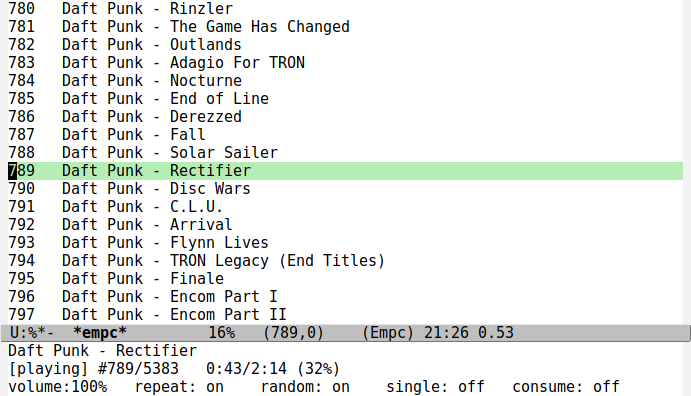 780   Daft Punk - Rinzler
781   Daft Punk - The Game Has Changed
782   Daft Punk - Outlands
783   Daft Punk - Adagio For TRON
784   Daft Punk - Nocturne
785   Daft Punk - End of Line
786   Daft Punk - Derezzed
787   Daft Punk - Fall
788   Daft Punk - Solar Sailer
789   Daft Punk - Rectifier
790   Daft Punk - Disc Wars
791   Daft Punk - C.L.U.
792   Daft Punk - Arrival
793   Daft Punk - Flynn Lives
794   Daft Punk - TRON Legacy (End Titles)
795   Daft Punk - Finale
796   Daft Punk - Encom Part I
797   Daft Punk - Encom Part II
U:%*-  *empc*         16%   (789,0)    (Empc) 21:26 0.53
Daft Punk - Rectifier
[playing] #789/5383   0:43/2:14 (32%)
volume:100%   repeat: on    random: on    single: off   consume: off